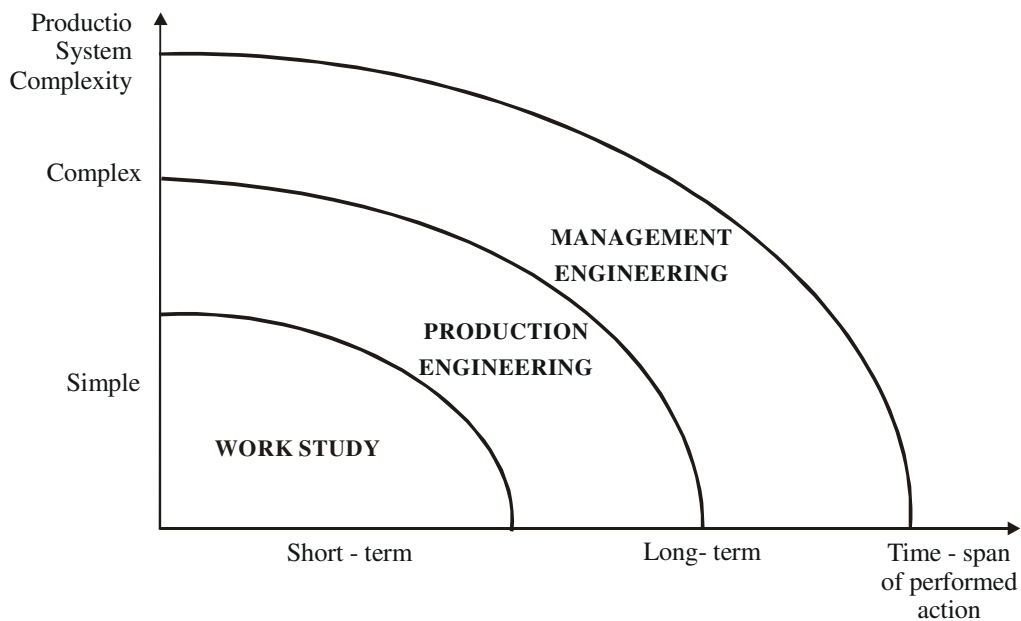 Productio
System
Complexity
Complex
MANAGEMENT
ENGINEERING
PRODUCTION
ENGINEERING
Simple
WORK STUDY
Short - term
Long- term
Time - span
of performed
action